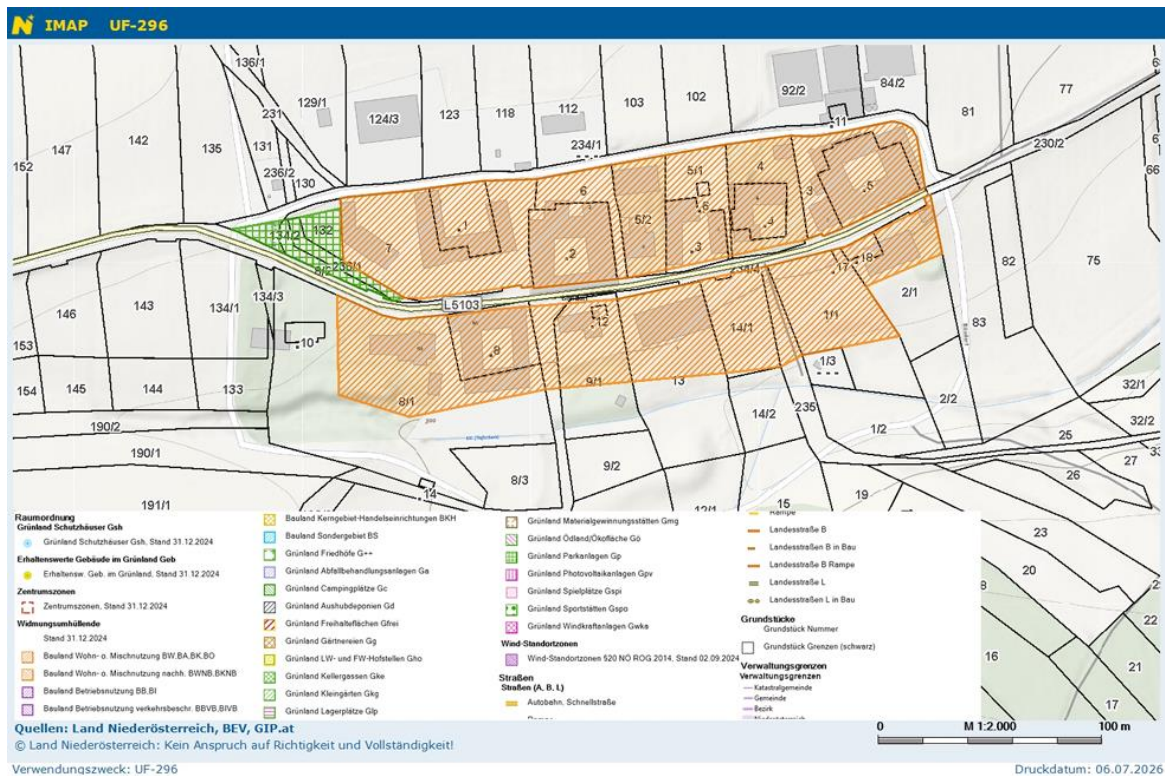 IMAP UF-296
136/1
92/2
84/2
77
129/1
231
103
102
81
147
142
124/3
123
118
112
11
135
131
234/1
230/2
152
236/2
66
130
4
5/1
6
3
5
132
6
134/2
1
5/2
9
7
2
3
82
75
17
18
134/3
L5103
2/1
143
134/1
146
1/1
83
12
14/1
153
10
8
1/3
9/1
13
154
145
144
133
32/1
8/1
2/2
190/2
14/2
235
32/2
1/2
25
190/1
9/2
27
8/3
26
14
15
19
191/1
12/1
23
20
22
16
21
17
Raumordnung
Grünland Schutzhäuser Gsh
Grünland Schutzhäuser Gsh, Stand 31.12.2024
Erhaltenswerte Gebäude im Grünland Geb
Erhaltensw. Geb. im Grünland, Stand 31.12.2024
Zentrumszonen
Zentrumszonen, Stand 31.12.2024
Widmungsumhüllende
Stand 31.12.2024
Bauland Wohn- o. Mischnutzung BW,BA,BK,BO
Bauland Wohn- o. Mischnutzung nachh. BWNB,BKNB
Bauland Betriebsnutzung BB,BI
Bauland Betriebsnutzung verkehrsbeschr. BBVB,BIVB
Bauland Kerngebiet-Handelseinrichtungen BKH
Bauland Sondergebiet BS
Grünland Friedhöfe G++
Grünland Abfallbehandlungsanlagen Ga
Grünland Campingplätze Gc
Grünland Aushubdeponien Gd
Grünland Freihalteflächen Gfrei
Grünland Gärtnereien Gg
Grünland LW- und FW-Hofstellen Gho
Grünland Kellergassen Gke
Grünland Kleingärten Gkg
Grünland Lagerplätze Glp
Grünland Materialgewinnungsstätten Gmg
Grünland Ödland/Ökofläche Gö
Grünland Parkanlagen Gp
Grünland Photovoltaikanlagen Gpv
Grünland Spielplätze Gspi
Grünland Sportstätten Gspo
Grünland Windkraftanlagen Gwka
Wind-Standortzonen
Wind-Standortzonen §20 NÖ ROG 2014, Stand 02.09.2024
Straßen
Straßen (A, B, L)
Autobahn, Schnellstraße
Rampe
Landesstraße B
Landesstraßen B in Bau
Landesstraße B Rampe
Landesstraße L
Landesstraßen L in Bau
Grundstücke
Grundstück Nummer
Grundstück Grenzen (schwarz)
Verwaltungsgrenzen
Verwaltungsgrenzen
Katastralgemeinde
Gemeinde
Bezirk
Quellen: Land Niederösterreich, BEV, GIP.at
© Land Niederösterreich: Kein Anspruch auf Richtigkeit und Vollständigkeit!
0 M 1:2.000 100 m
Verwendungszweck: UF-296
Druckdatum: 06.07.2026